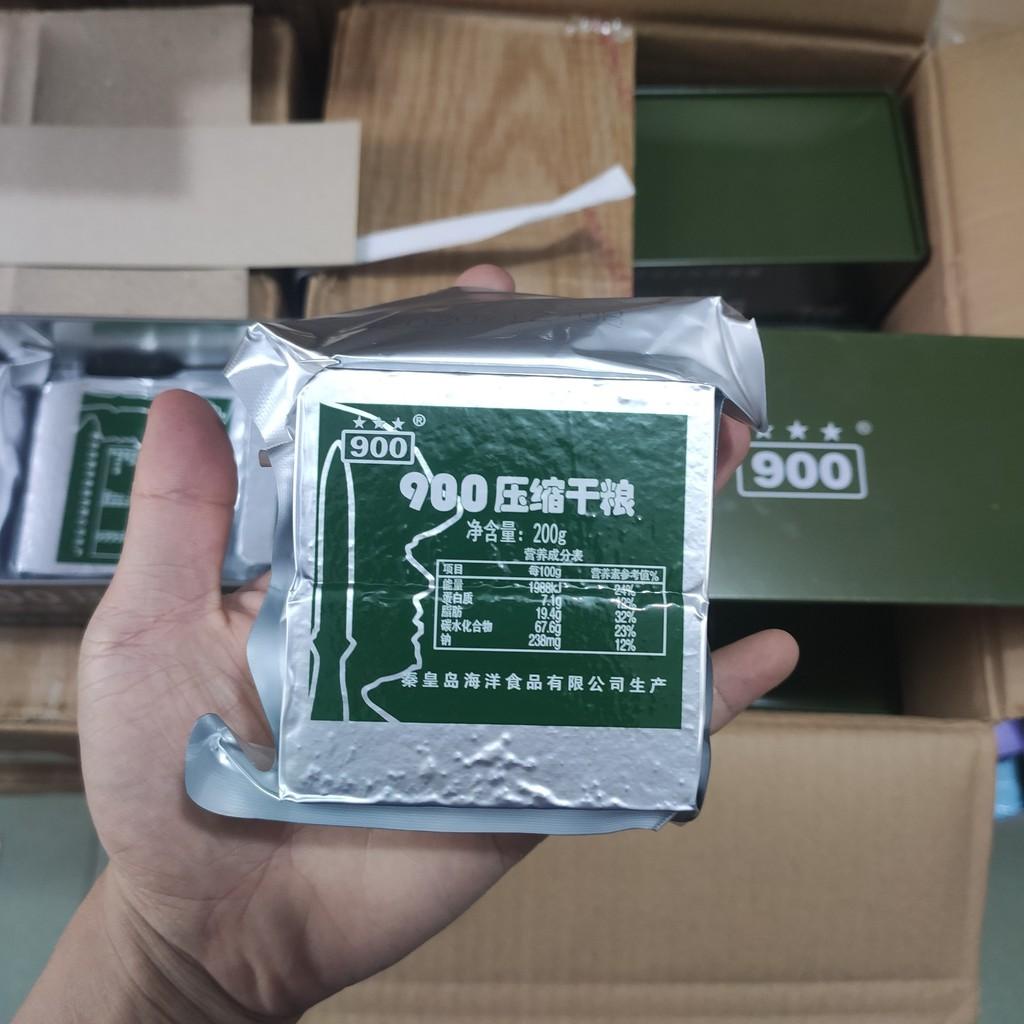 ★★★®
900
900压缩干粮
净含量：200g
营养成分表
项目 每100g 营养素参考值%
能量 1988kJ 24%
蛋白质 7.1g 12%
脂肪 19.4g 32%
碳水化合物 67.6g 23%
钠 238mg 12%
秦皇岛海洋食品有限公司生产
★★★®
900